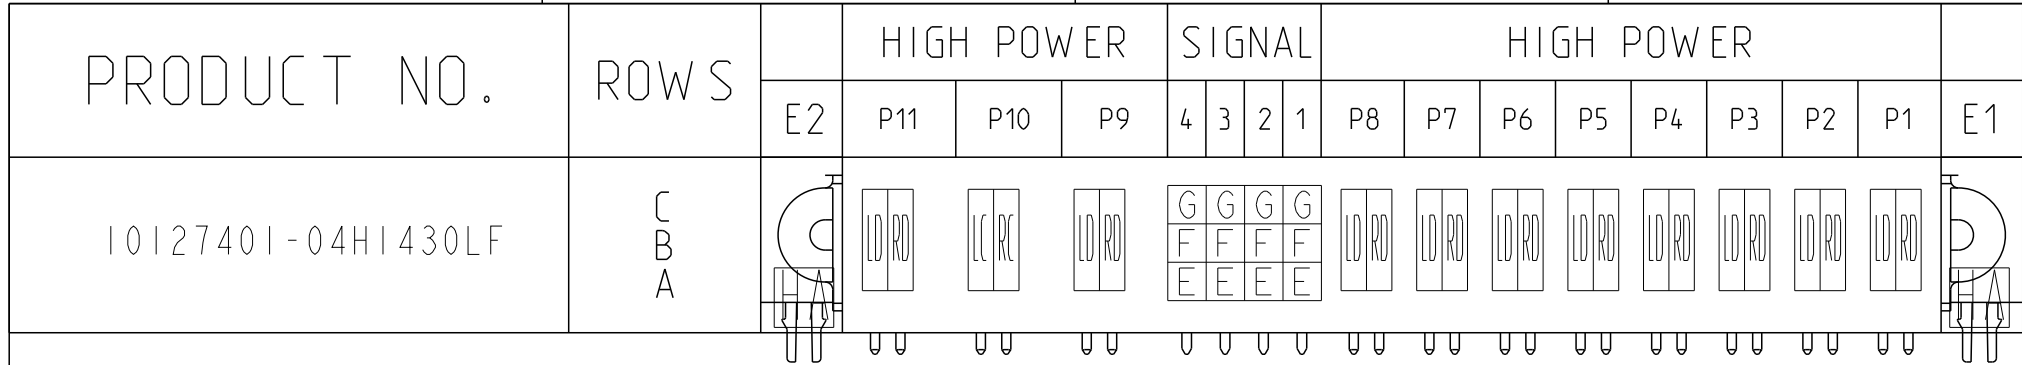 PRODUCT NO. ROWS HIGH POWER SIGNAL HIGH POWER
E2 P11 P10 P9 4 3 2 1 P8 P7 P6 P5 P4 P3 P2 P1 E1
10127401-04H1430LF
C G G G G
B LD RD LC RC LD RD F F F F LD RD LD RD LD RD LD RD LD RD LD RD LD RD LD RD
A E E E E
HA HA